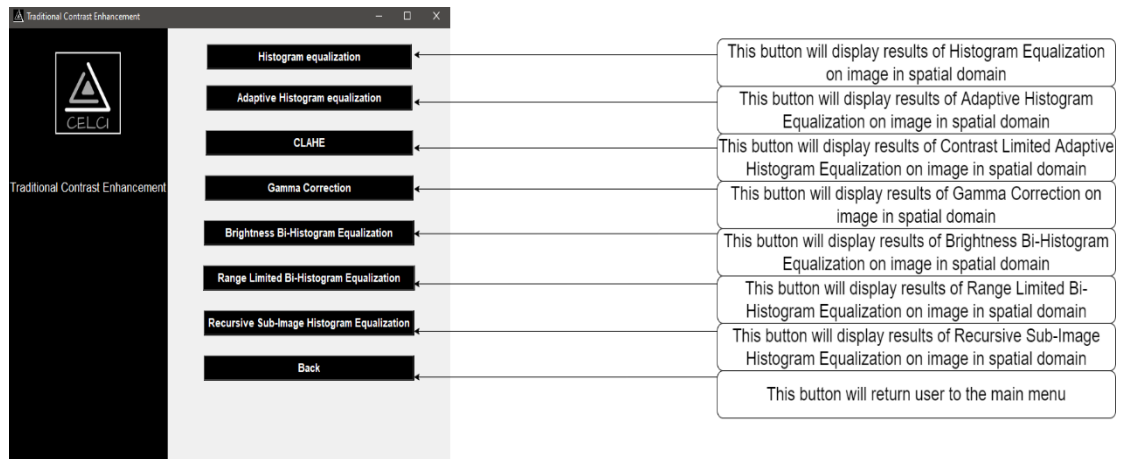 Traditional Contrast Enhancement
CELCI
Traditional Contrast Enhancement
Histogram equalization
Adaptive Histogram equalization
CLAHE
Gamma Correction
Brightness Bi-Histogram Equalization
Range Limited Bi-Histogram Equalization
Recursive Sub-Image Histogram Equalization
Back
This button will display results of Histogram Equalization
on image in spatial domain
This button will display results of Adaptive Histogram
Equalization on image in spatial domain
This button will display results of Contrast Limited Adaptive
Histogram Equalization on image in spatial domain
This button will display results of Gamma Correction on
image in spatial domain
This button will display results of Brightness Bi-Histogram
Equalization on image in spatial domain
This button will display results of Range Limited Bi-
Histogram Equalization on image in spatial domain
This button will display results of Recursive Sub-Image
Histogram Equalization on image in spatial domain
This button will return user to the main menu